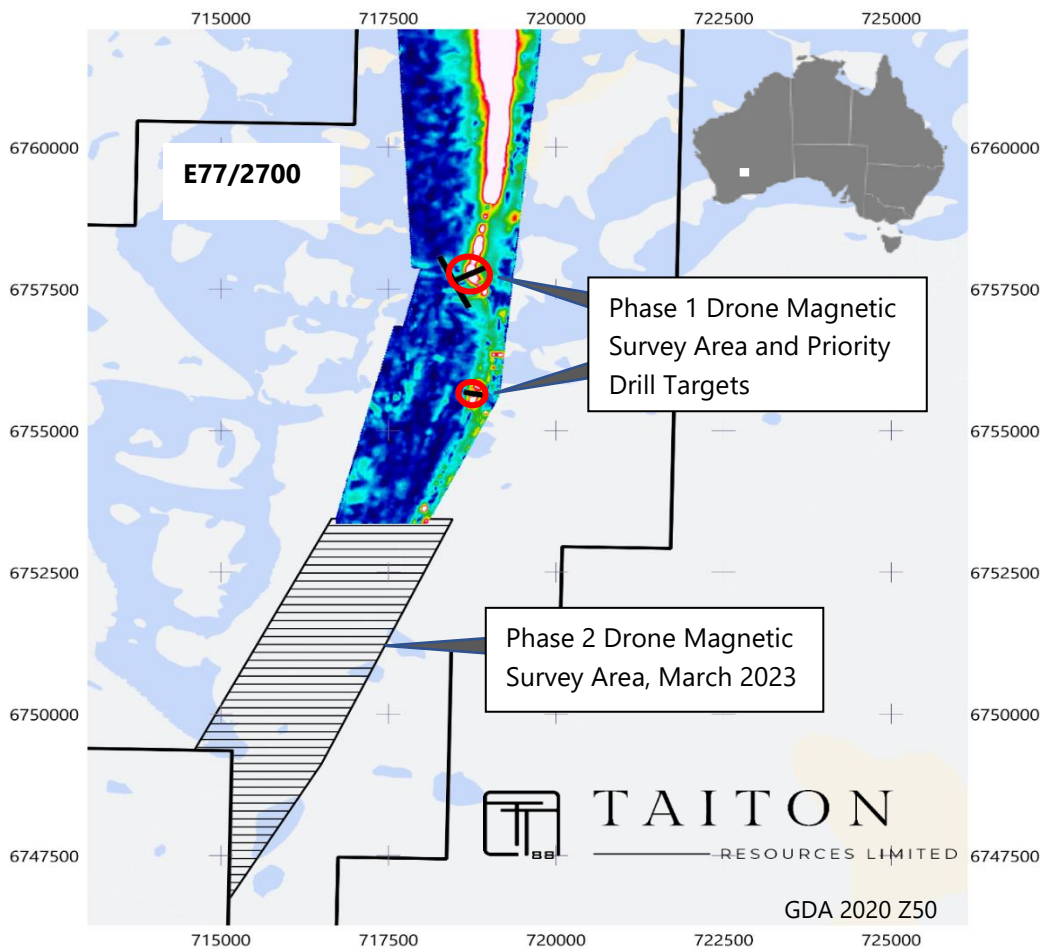 715000 717500 720000 722500 725000
6760000 6760000
E77/2700
6757500 6757500
Phase 1 Drone Magnetic
Survey Area and Priority
Drill Targets
6755000 6755000
6752500 6752500
Phase 2 Drone Magnetic
Survey Area, March 2023
6750000 6750000
TT
88
TAITON
RESOURCES LIMITED
6747500 6747500
GDA 2020 Z50
715000 717500 720000 722500 725000